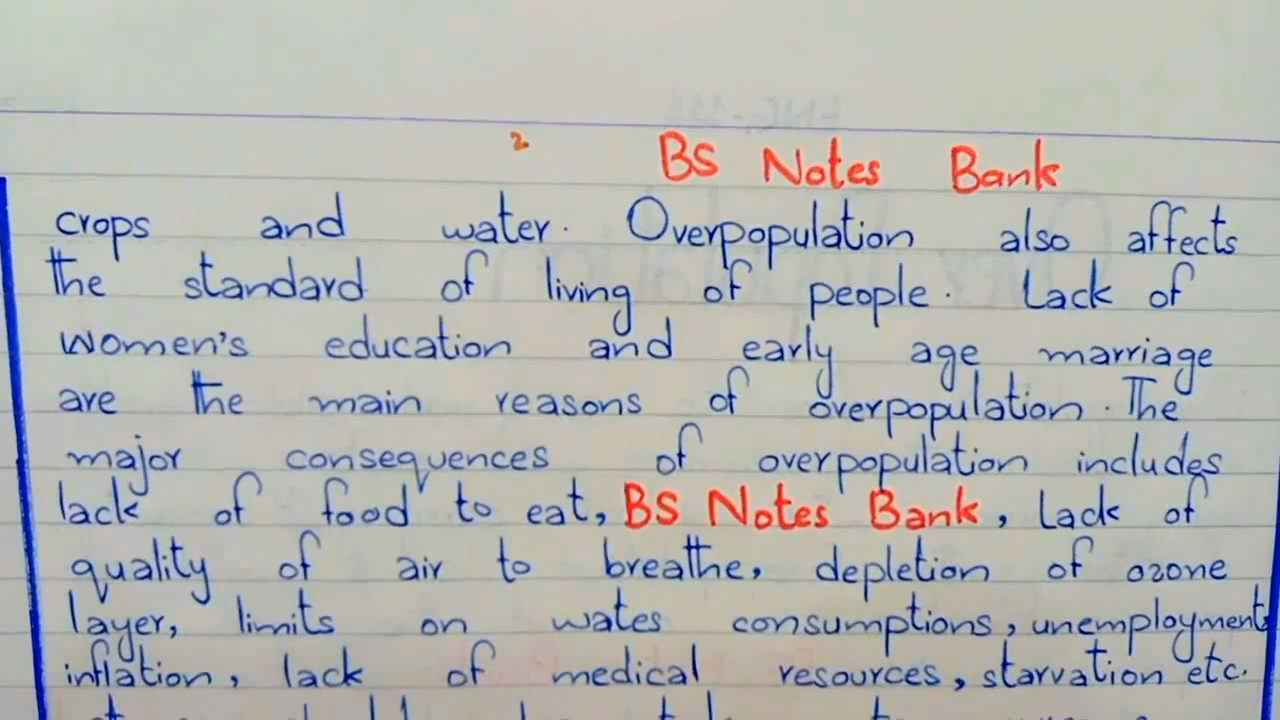 2
BS Notes Bank
crops and water. Overpopulation also affects
the standard of living of people. Lack of
women's education and early age marriage
are the main reasons of overpopulation. The
major consequences of overpopulation includes
lack of food to eat, BS Notes Bank, lack of
quality of air to breathe, depletion of ozone
layer, limits on wates consumptions, unemployment,
inflation, lack of medical resources, starvation etc.